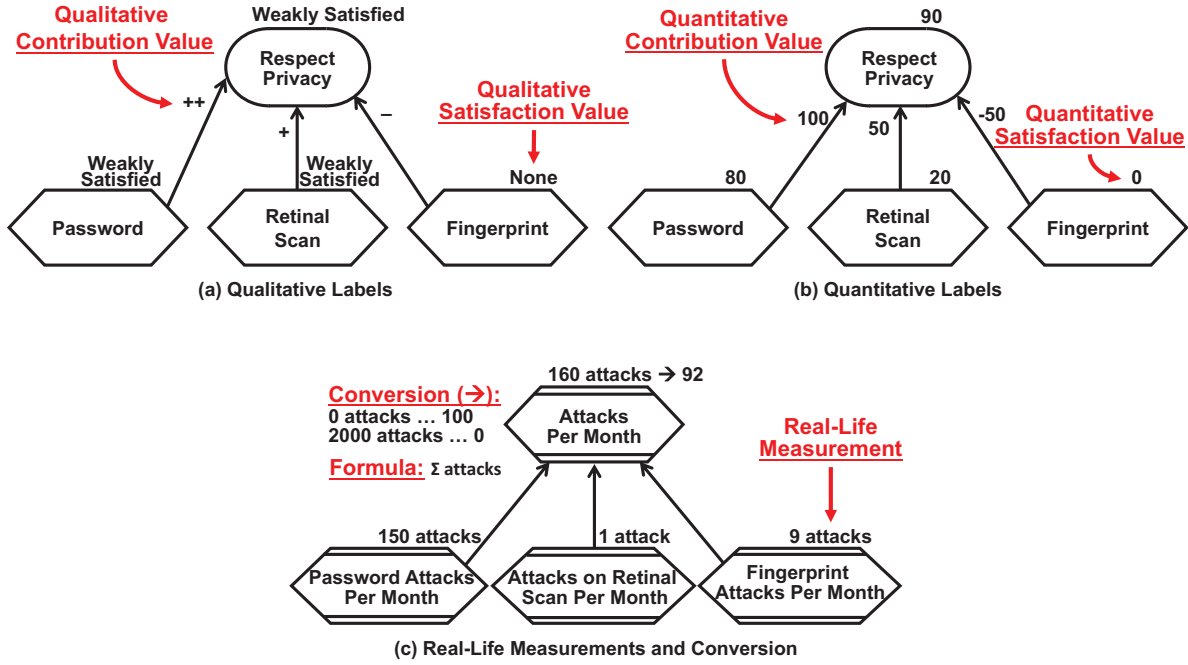 Qualitative
Contribution Value
Weakly Satisfied
Respect
Privacy
++
+
–
Qualitative
Satisfaction Value
Weakly
Satisfied
Weakly
Satisfied
None
Password
Retinal
Scan
Fingerprint
(a) Qualitative Labels
Quantitative
Contribution Value
90
Respect
Privacy
100
50
-50
Quantitative
Satisfaction Value
80
20
0
Password
Retinal
Scan
Fingerprint
(b) Quantitative Labels
160 attacks → 92
Conversion (→):
0 attacks … 100
2000 attacks … 0
Formula: Σ attacks
Attacks
Per Month
Real-Life
Measurement
150 attacks
1 attack
9 attacks
Password Attacks
Per Month
Attacks on Retinal
Scan Per Month
Fingerprint
Attacks Per Month
(c) Real-Life Measurements and Conversion